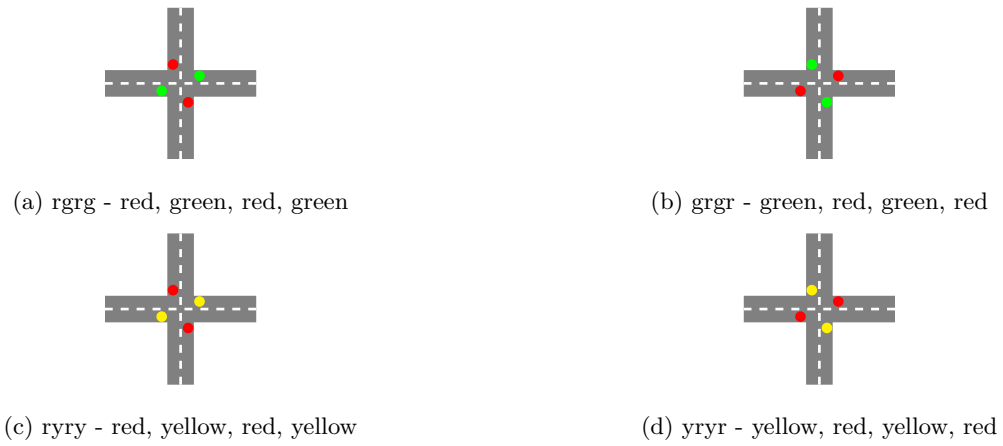 (a) rgrg - red, green, red, green
(b) grgr - green, red, green, red
(c) ryry - red, yellow, red, yellow
(d) yryr - yellow, red, yellow, red